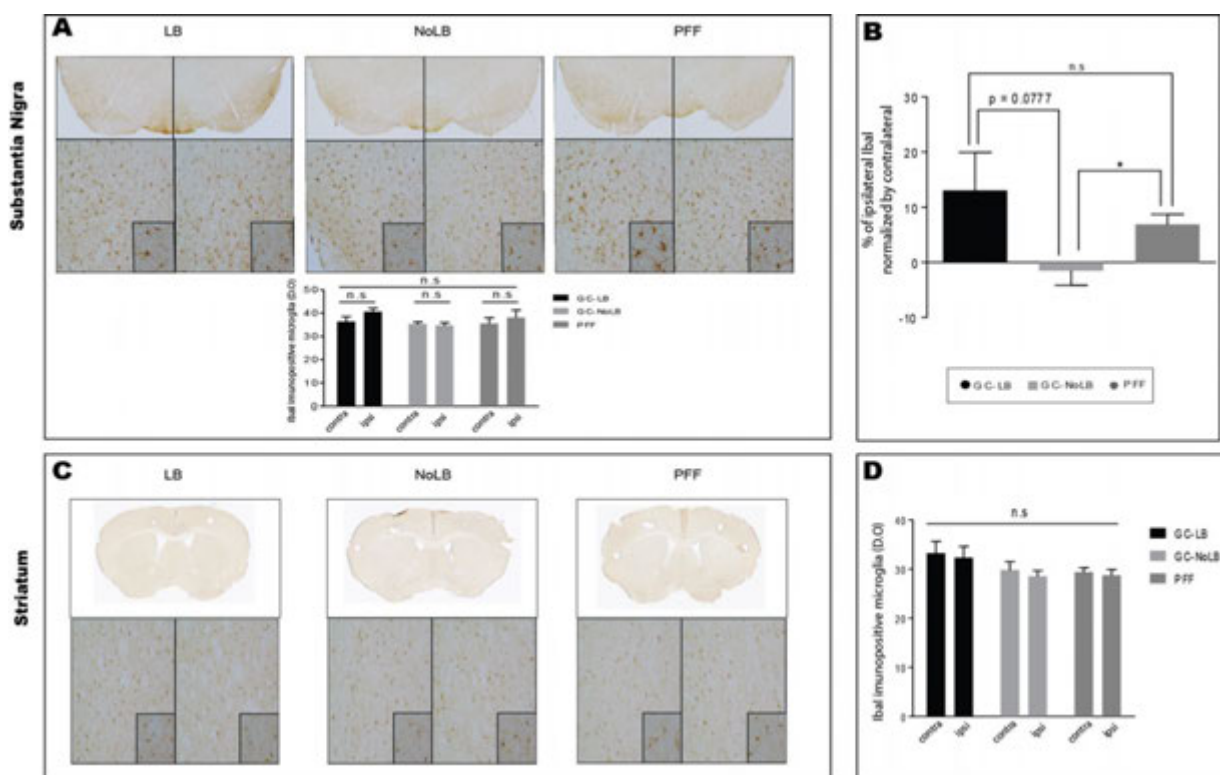 A
LB NoLB PFF
Substantia Nigra
n.s
n.s n.s n.s
Ibal imunopositive microglia (D.O)
50
40
30
20
10
0
contra ipsi contra ipsi contra ipsi
GC-LB
GC-NoLB
PFF
B
n.s
p = 0.0777
*
% of ipsilateral Ibal
normalized by contralateral
30
20
10
0
-10
GC-LB GC-NoLB PFF
C
LB NoLB PFF
Striatum
D
n.s
Ibal imunopositive microglia (D.O)
40
30
20
10
0
contra ipsi contra ipsi contra ipsi
GC-LB
GC-NoLB
PFF